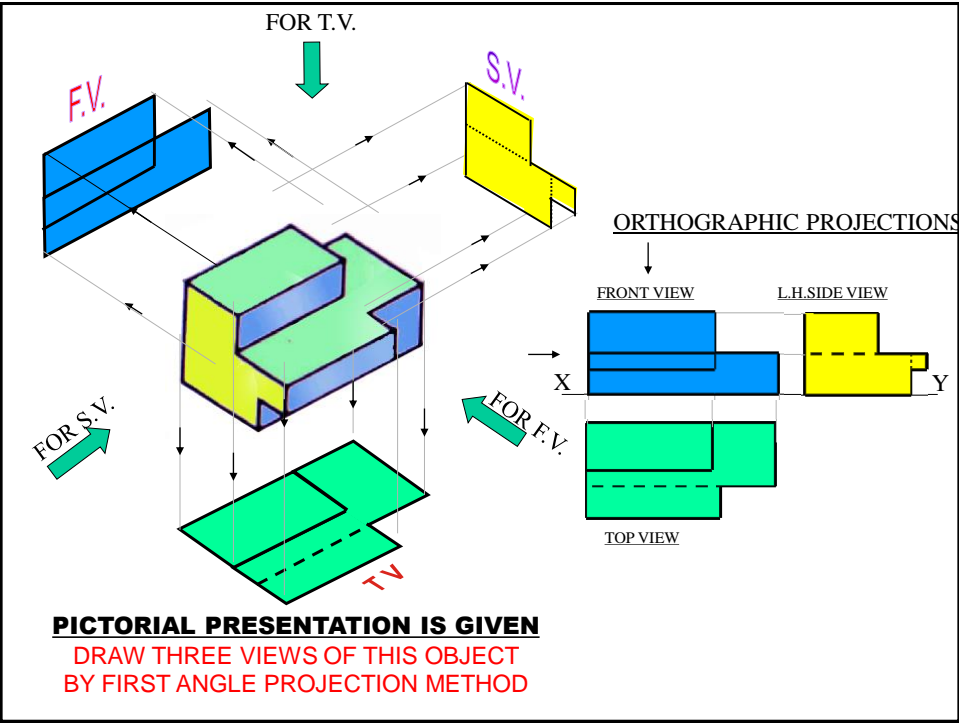 FOR T.V.
F.V.
S.V.
ORTHOGRAPHIC PROJECTIONS
FRONT VIEW
L.H.SIDE VIEW
X
Y
FOR S.V.
FOR F.V.
TOP VIEW
T V
PICTORIAL PRESENTATION IS GIVEN
DRAW THREE VIEWS OF THIS OBJECT
BY FIRST ANGLE PROJECTION METHOD